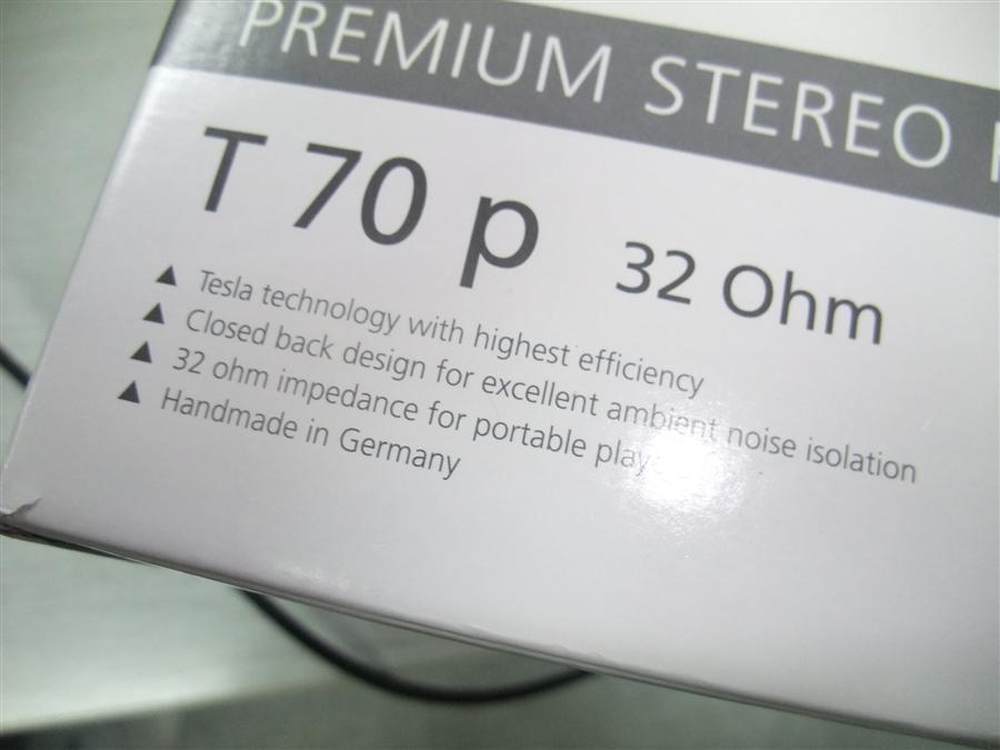 PREMIUM STEREO
T 70 p 32 Ohm
▲ Tesla technology with highest efficiency
▲ Closed back design for excellent ambient noise isolation
▲ 32 ohm impedance for portable
▲ Handmade in Germany